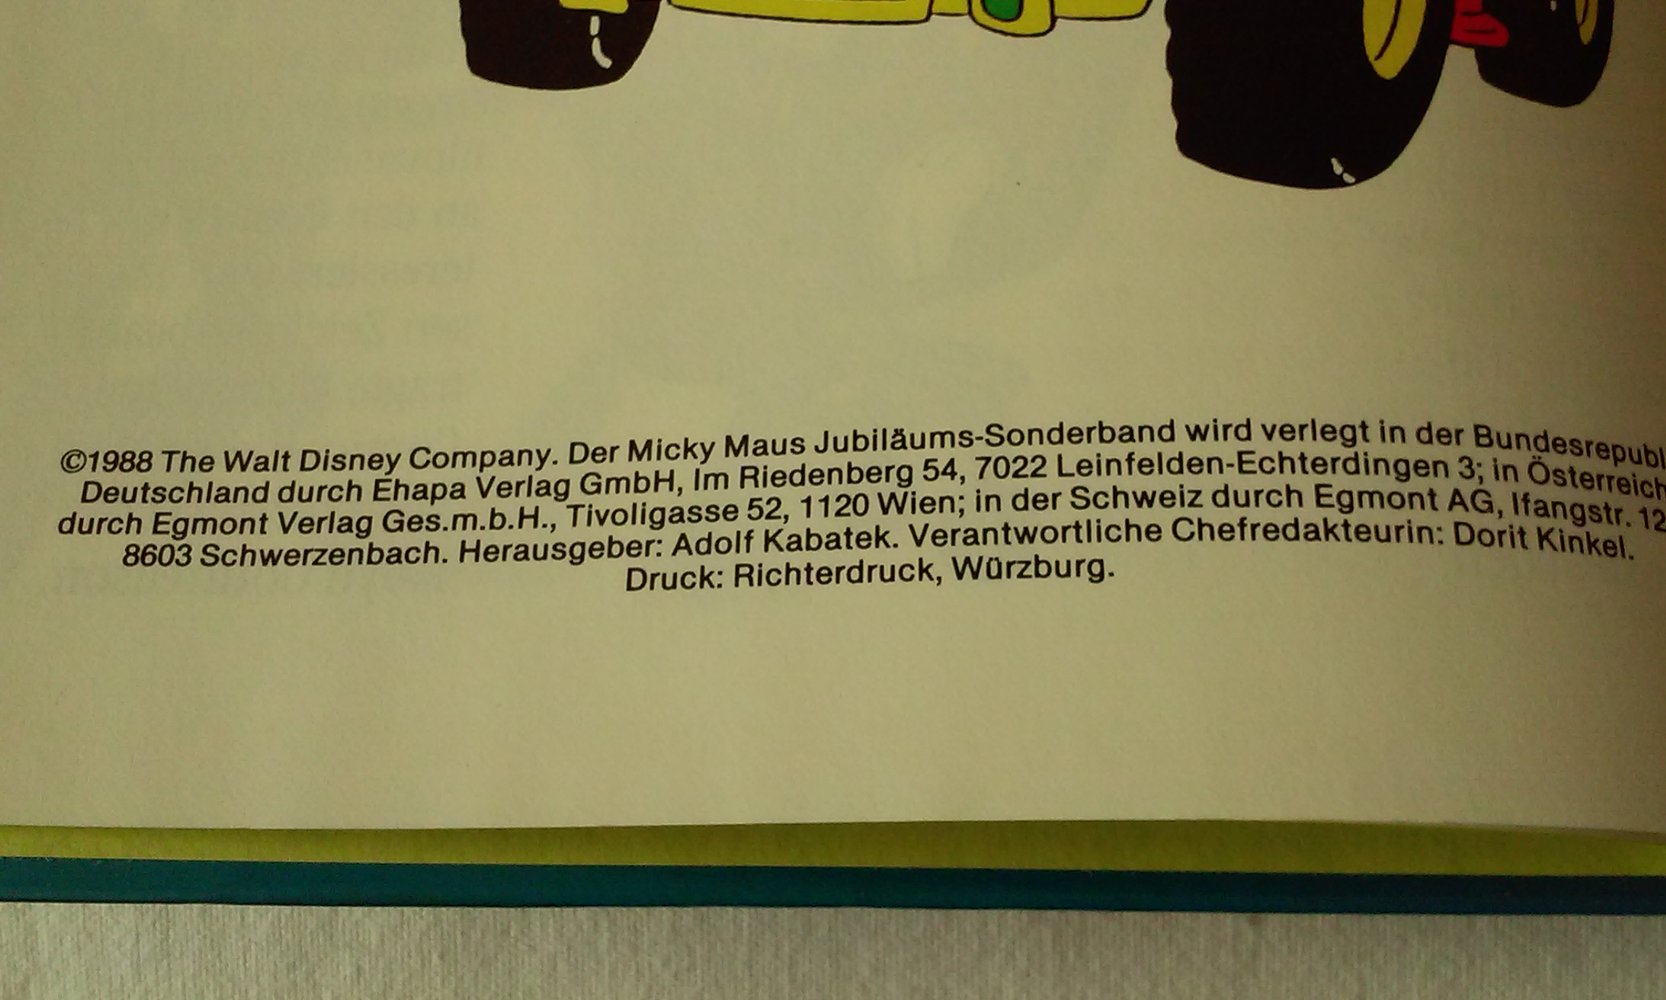 ©1988 The Walt Disney Company. Der Micky Maus Jubiläums-Sonderband wird verlegt in der Bundesrepubl
Deutschland durch Ehapa Verlag GmbH, Im Riedenberg 54, 7022 Leinfelden-Echterdingen 3; in Österreich
durch Egmont Verlag Ges.m.b.H., Tivoligasse 52, 1120 Wien; in der Schweiz durch Egmont AG, Ifangstr. 12
8603 Schwerzenbach. Herausgeber: Adolf Kabatek. Verantwortliche Chefredakteurin: Dorit Kinkel.
Druck: Richterdruck, Würzburg.